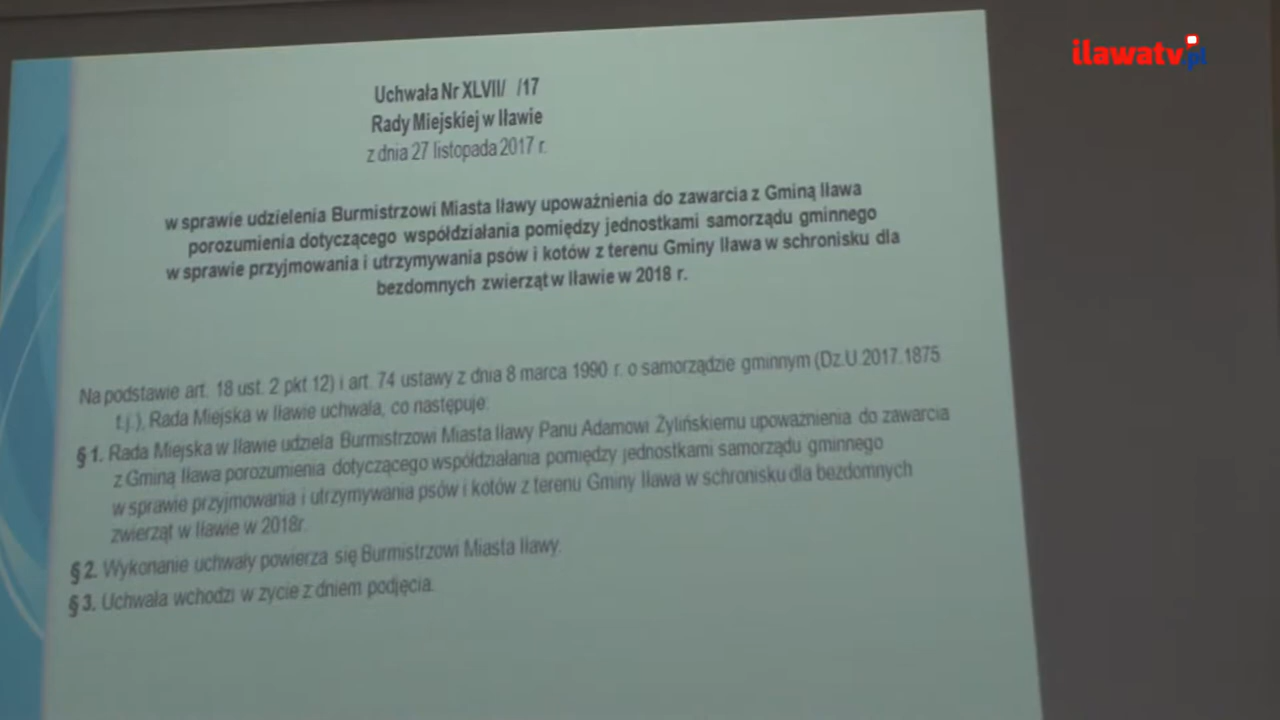 ilawatv.pl
Uchwała Nr XLVII/ /17
Rady Miejskiej w Iławie
z dnia 27 listopada 2017 r.
w sprawie udzielenia Burmistrzowi Miasta Iławy upoważnienia do zawarcia z Gminą Iława
porozumienia dotyczącego współdziałania pomiędzy jednostkami samorządu gminnego
w sprawie przyjmowania i utrzymywania psów i kotów z terenu Gminy Iława w schronisku dla
bezdomnych zwierząt w Iławie w 2018 r.
Na podstawie art. 18 ust. 2 pkt 12) i art. 74 ustawy z dnia 8 marca 1990 r. o samorządzie gminnym (Dz.U.2017.1875
t.j.), Rada Miejska w Iławie uchwala, co następuje:
§ 1. Rada Miejska w Iławie udziela Burmistrzowi Miasta Iławy Panu Adamowi Żylińskiemu upoważnienia do zawarcia
z Gminą Iława porozumienia dotyczącego współdziałania pomiędzy jednostkami samorządu gminnego
w sprawie przyjmowania i utrzymywania psów i kotów z terenu Gminy Iława w schronisku dla bezdomnych
zwierząt w Iławie w 2018r.
§ 2. Wykonanie uchwały powierza się Burmistrzowi Miasta Iławy.
§ 3. Uchwała wchodzi w życie z dniem podjęcia.